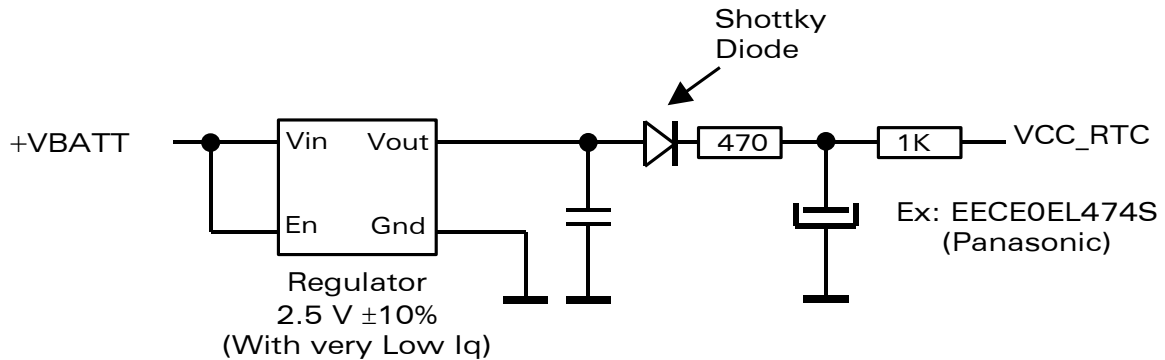 Shottky
Diode
+VBATT
Vin
Vout
470
1K
VCC_RTC
En
Gnd
Ex: EECE0EL474S
(Panasonic)
Regulator
2.5 V ±10%
(With very Low Iq)